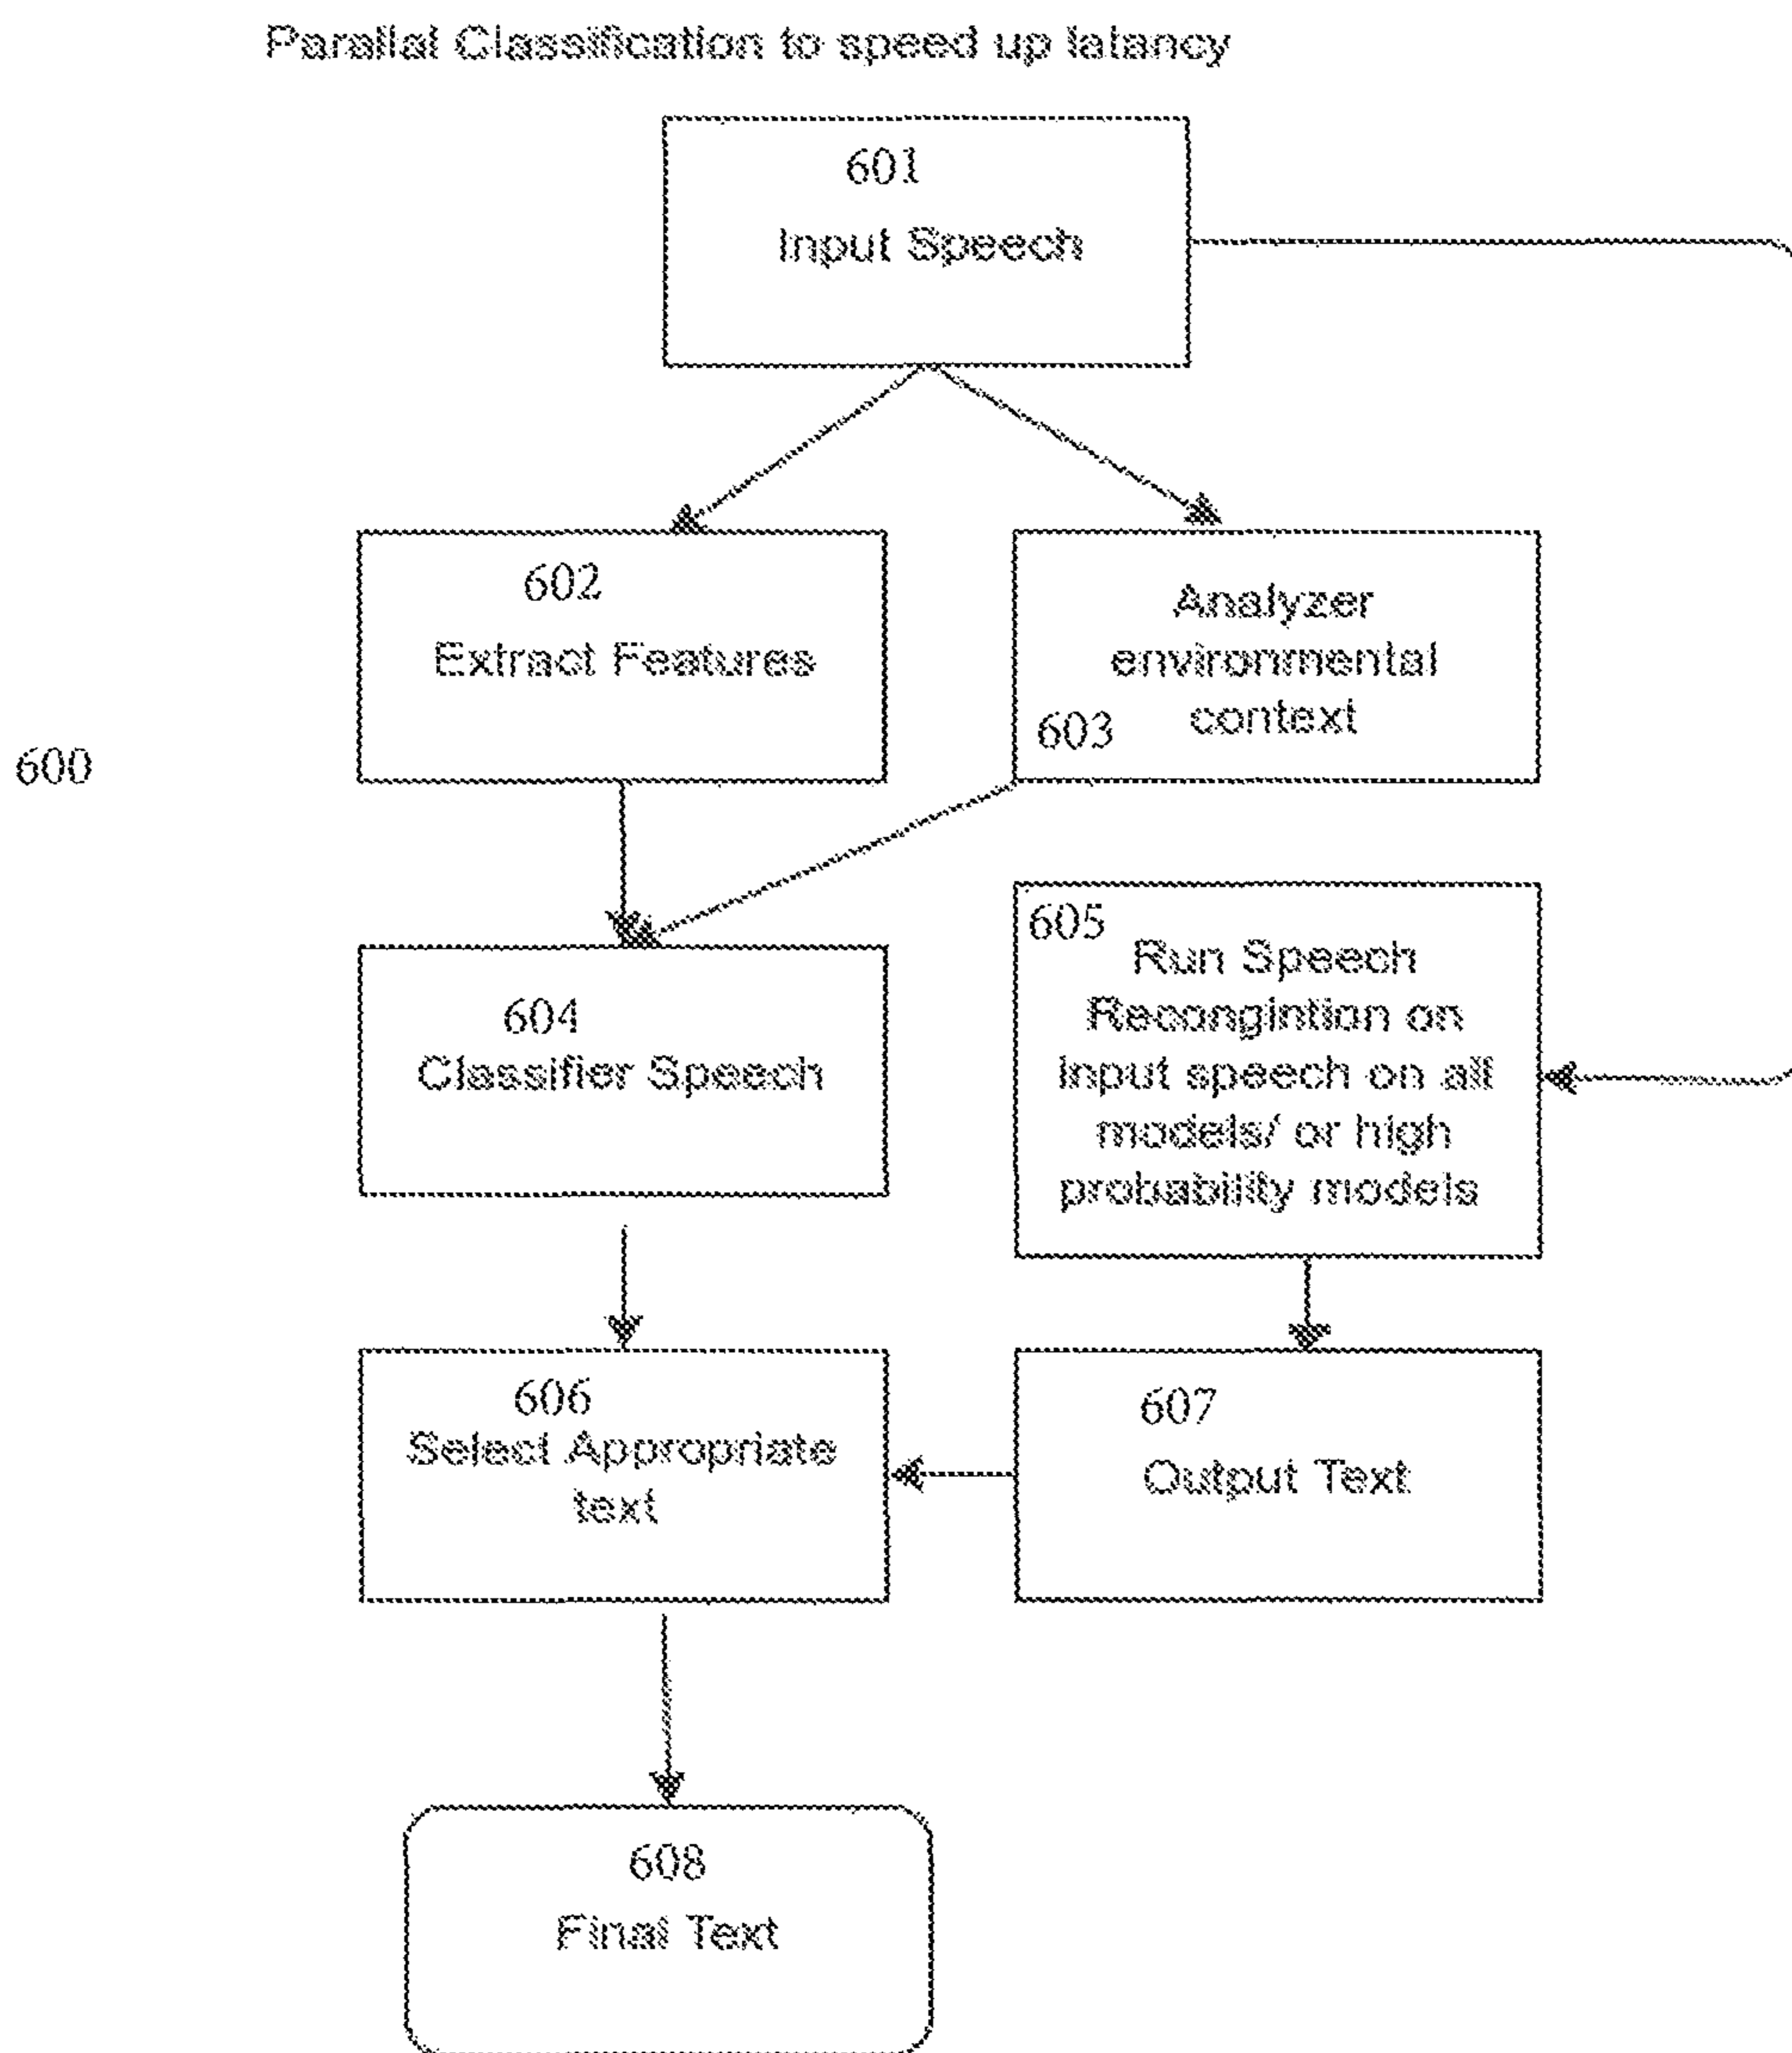 Parallal Classification to speed up latancy
601
Input Speech
602
Extract Features
Analyzer
environmental
context
603
600
605
Run Speech
Recongintion on
input speech on all
models/ or high
probability models
604
Classifier Speech
606
Select Appropriate
text
607
Output Text
608
Final Text